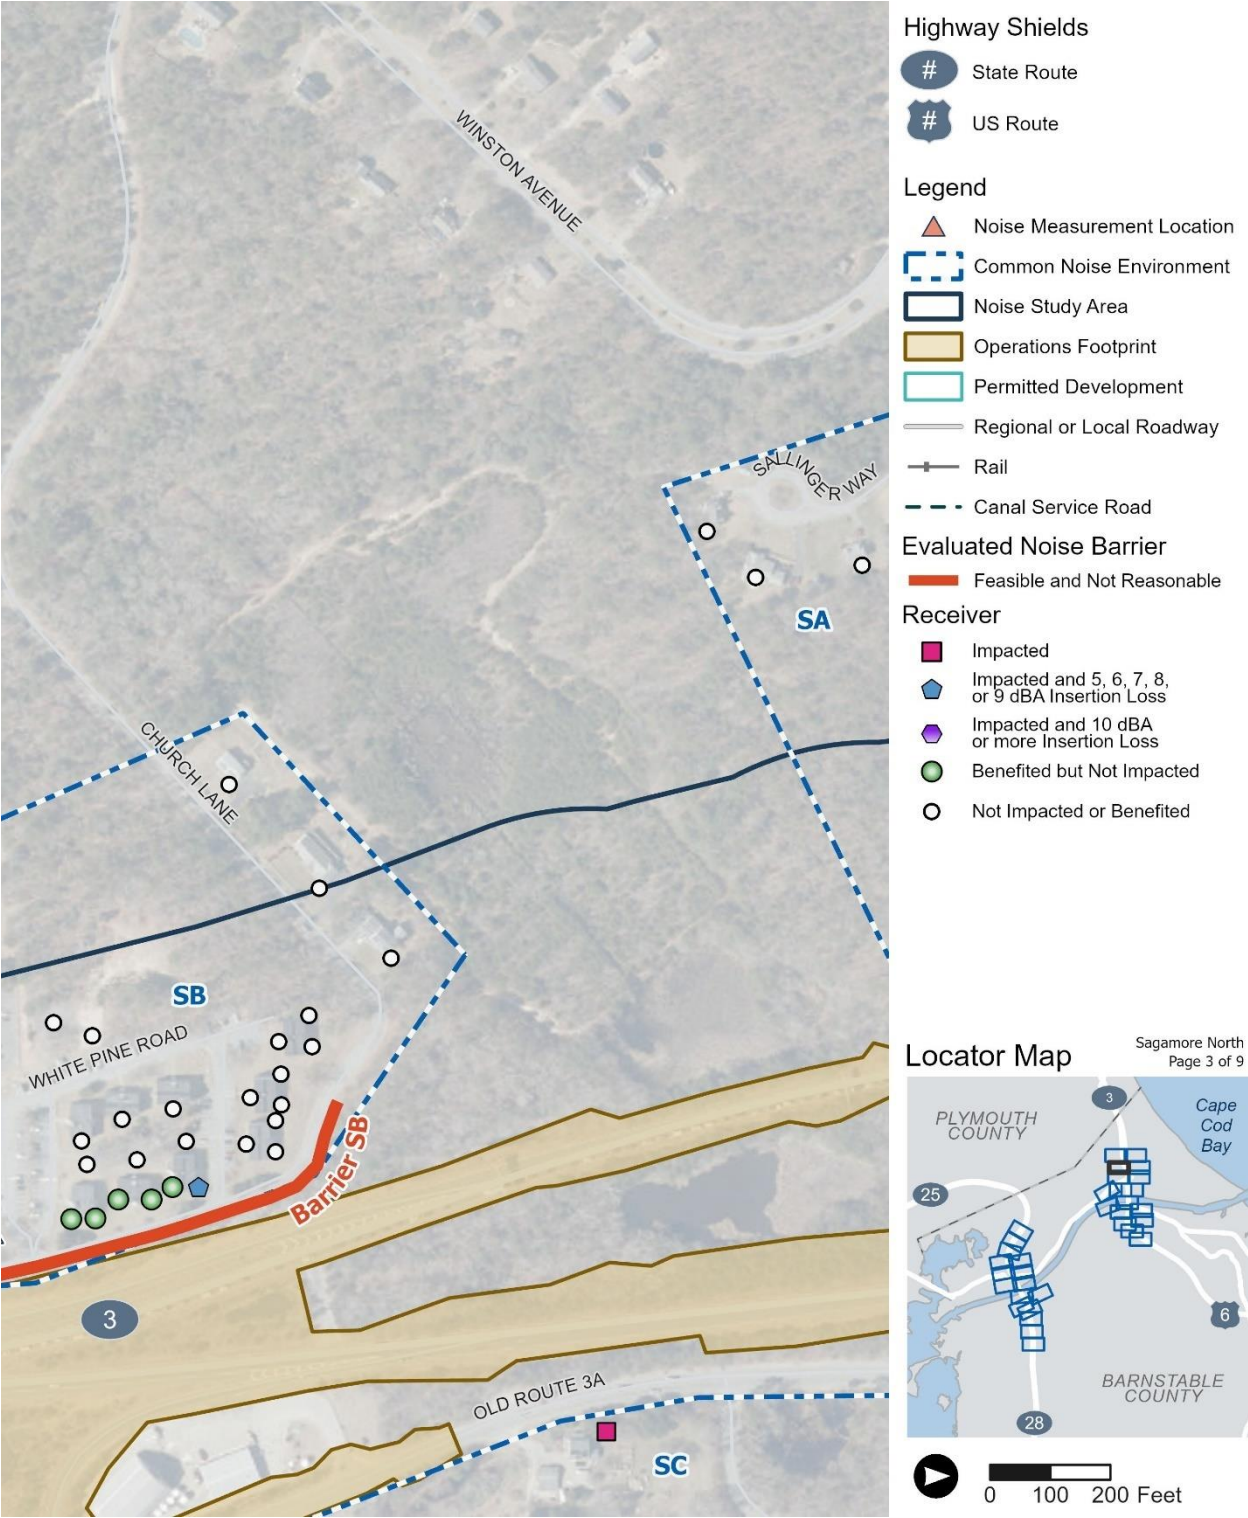 WINSTON AVENUE
SALLINGER WAY
SA
CHURCH LANE
SB
WHITE PINE ROAD
Barrier SB
3
OLD ROUTE 3A
SC
Highway Shields
# State Route
# US Route
Legend
Noise Measurement Location
Common Noise Environment
Noise Study Area
Operations Footprint
Permitted Development
Regional or Local Roadway
Rail
Canal Service Road
Evaluated Noise Barrier
Feasible and Not Reasonable
Receiver
Impacted
Impacted and 5, 6, 7, 8,
or 9 dBA Insertion Loss
Impacted and 10 dBA
or more Insertion Loss
Benefited but Not Impacted
Not Impacted or Benefited
Locator Map
Sagamore North
Page 3 of 9
3
PLYMOUTH
COUNTY
Cape
Cod
Bay
25
6
BARNSTABLE
COUNTY
28
0 100 200 Feet